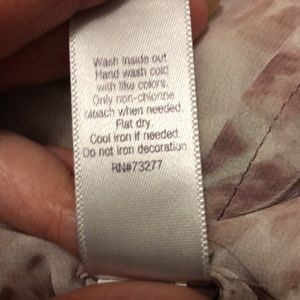 Wash inside out.
Hand wash cold
with like colors.
Only non-chlorine
bleach when needed.
Flat dry.
Cool iron if needed.
Do not iron decoration
RN#73277